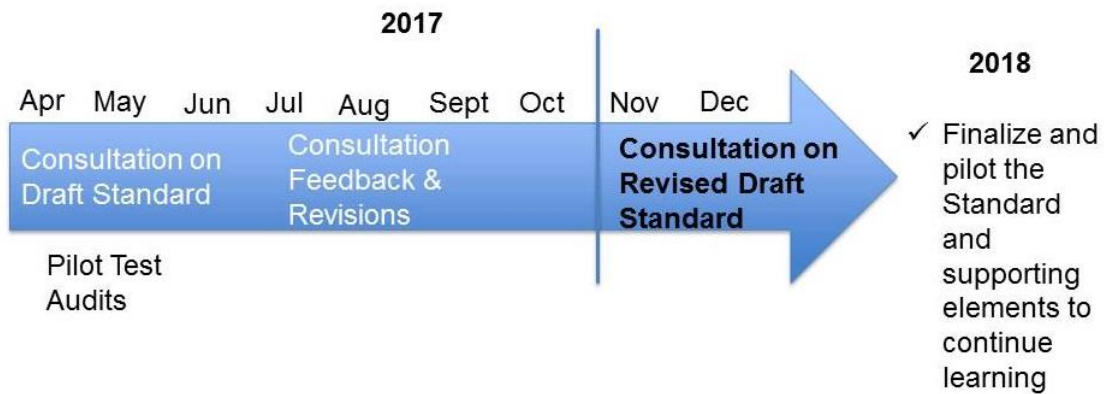 2017
2018
Apr May Jun Jul Aug Sept Oct Nov Dec
Consultation on
Draft Standard
Consultation
Feedback &
Revisions
Consultation on
Revised Draft
Standard
Pilot Test
Audits
✓ Finalize and
pilot the
Standard
and
supporting
elements to
continue
learning